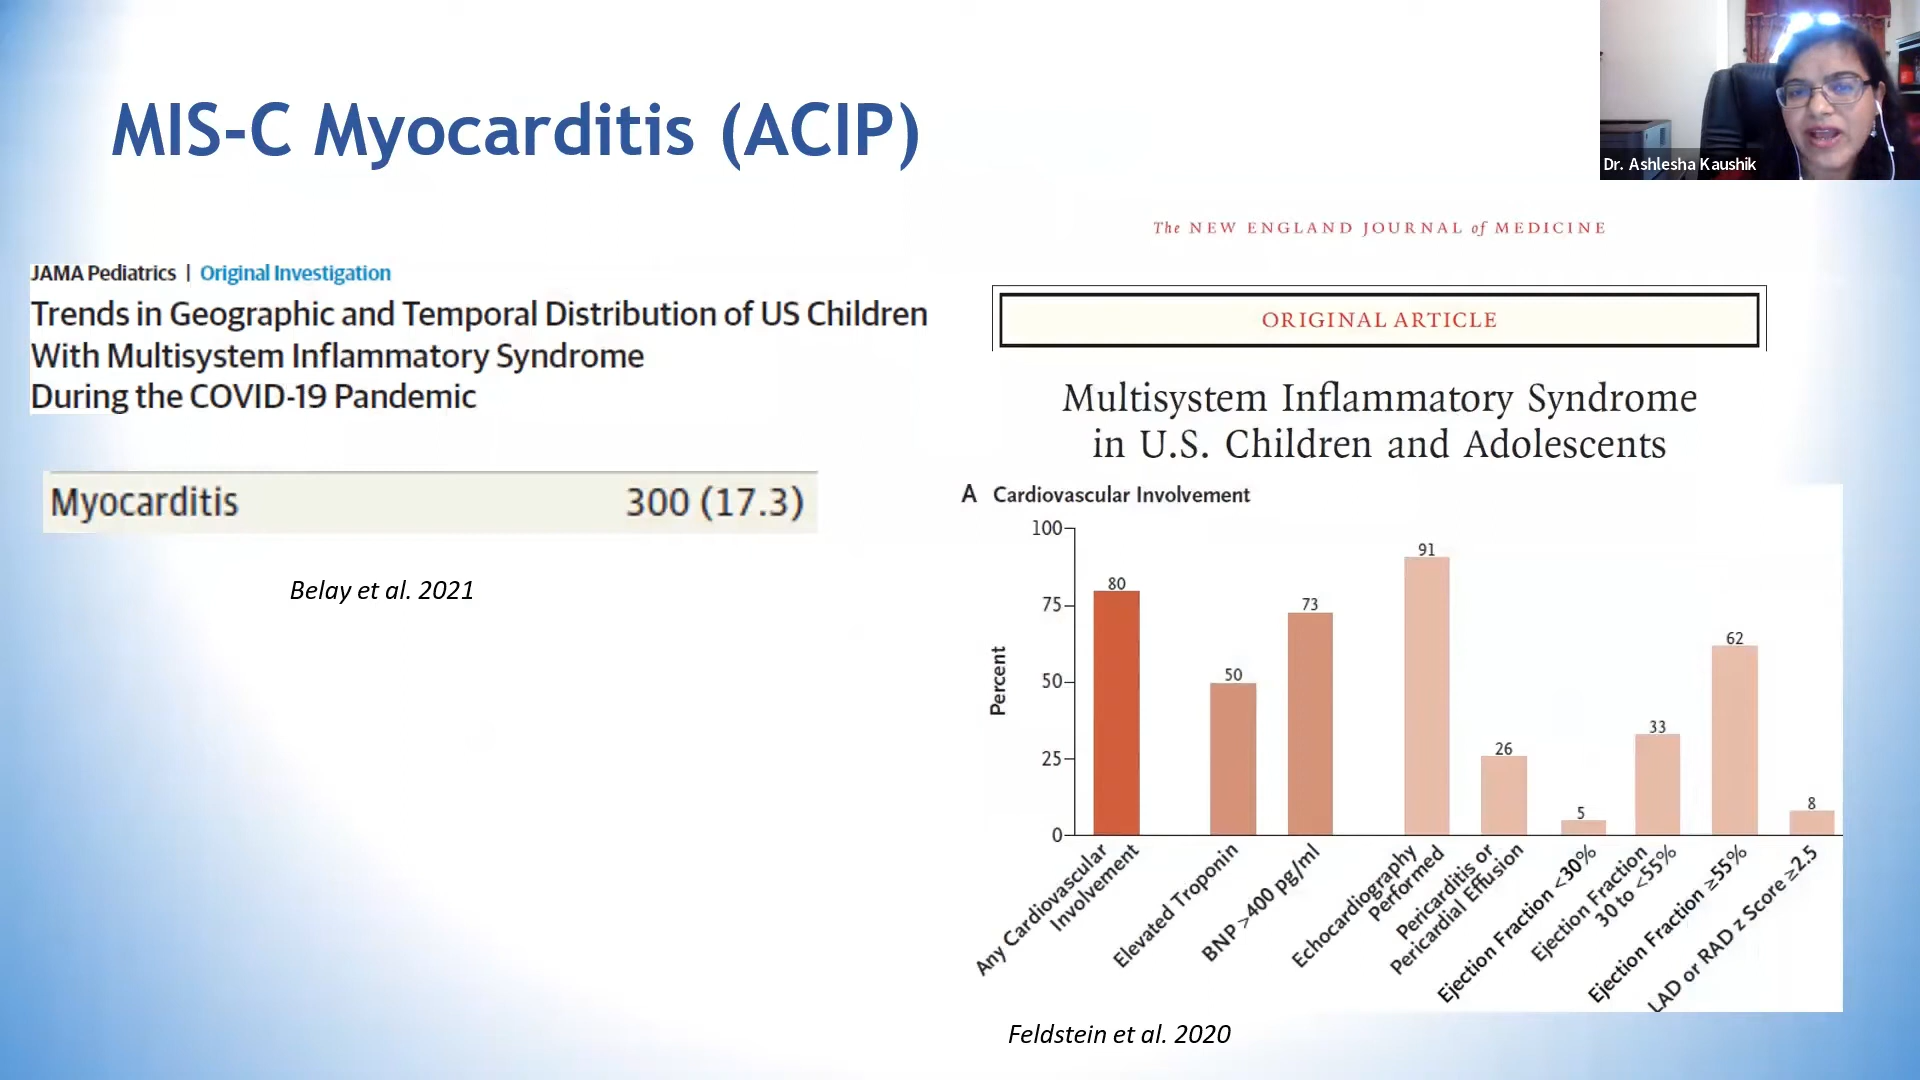 MIS-C Myocarditis (ACIP)
Dr. Ashlesha Kaushik
JAMA Pediatrics | Original Investigation
Trends in Geographic and Temporal Distribution of US Children
With Multisystem Inflammatory Syndrome
During the COVID-19 Pandemic
Myocarditis 300 (17.3)
Belay et al. 2021
The NEW ENGLAND JOURNAL of MEDICINE
ORIGINAL ARTICLE
Multisystem Inflammatory Syndrome
in U.S. Children and Adolescents
A Cardiovascular Involvement
Percent
100
75
50
25
0
80
50
73
91
26
5
33
62
8
Any Cardiovascular
Involvement
Elevated Troponin
BNP >400 pg/ml
Echocardiography
Performed
Pericarditis or
Pericardial Effusion
Ejection Fraction <30%
Ejection Fraction
30 to <55%
Ejection Fraction ≥55%
LAD or RAD z Score ≥2.5
Feldstein et al. 2020